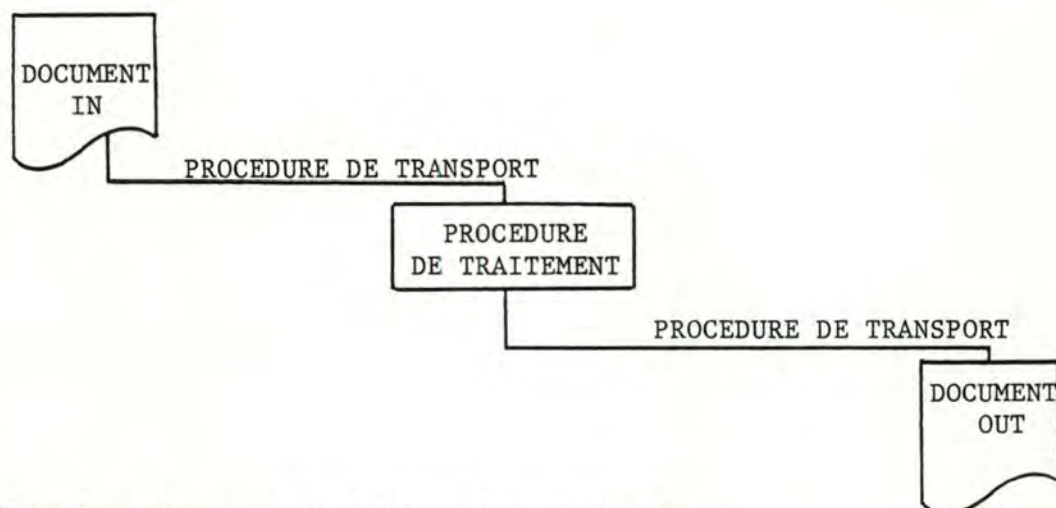 DOCUMENT
IN
PROCEDURE DE TRANSPORT
PROCEDURE
DE TRAITEMENT
PROCEDURE DE TRANSPORT
DOCUMENT
OUT